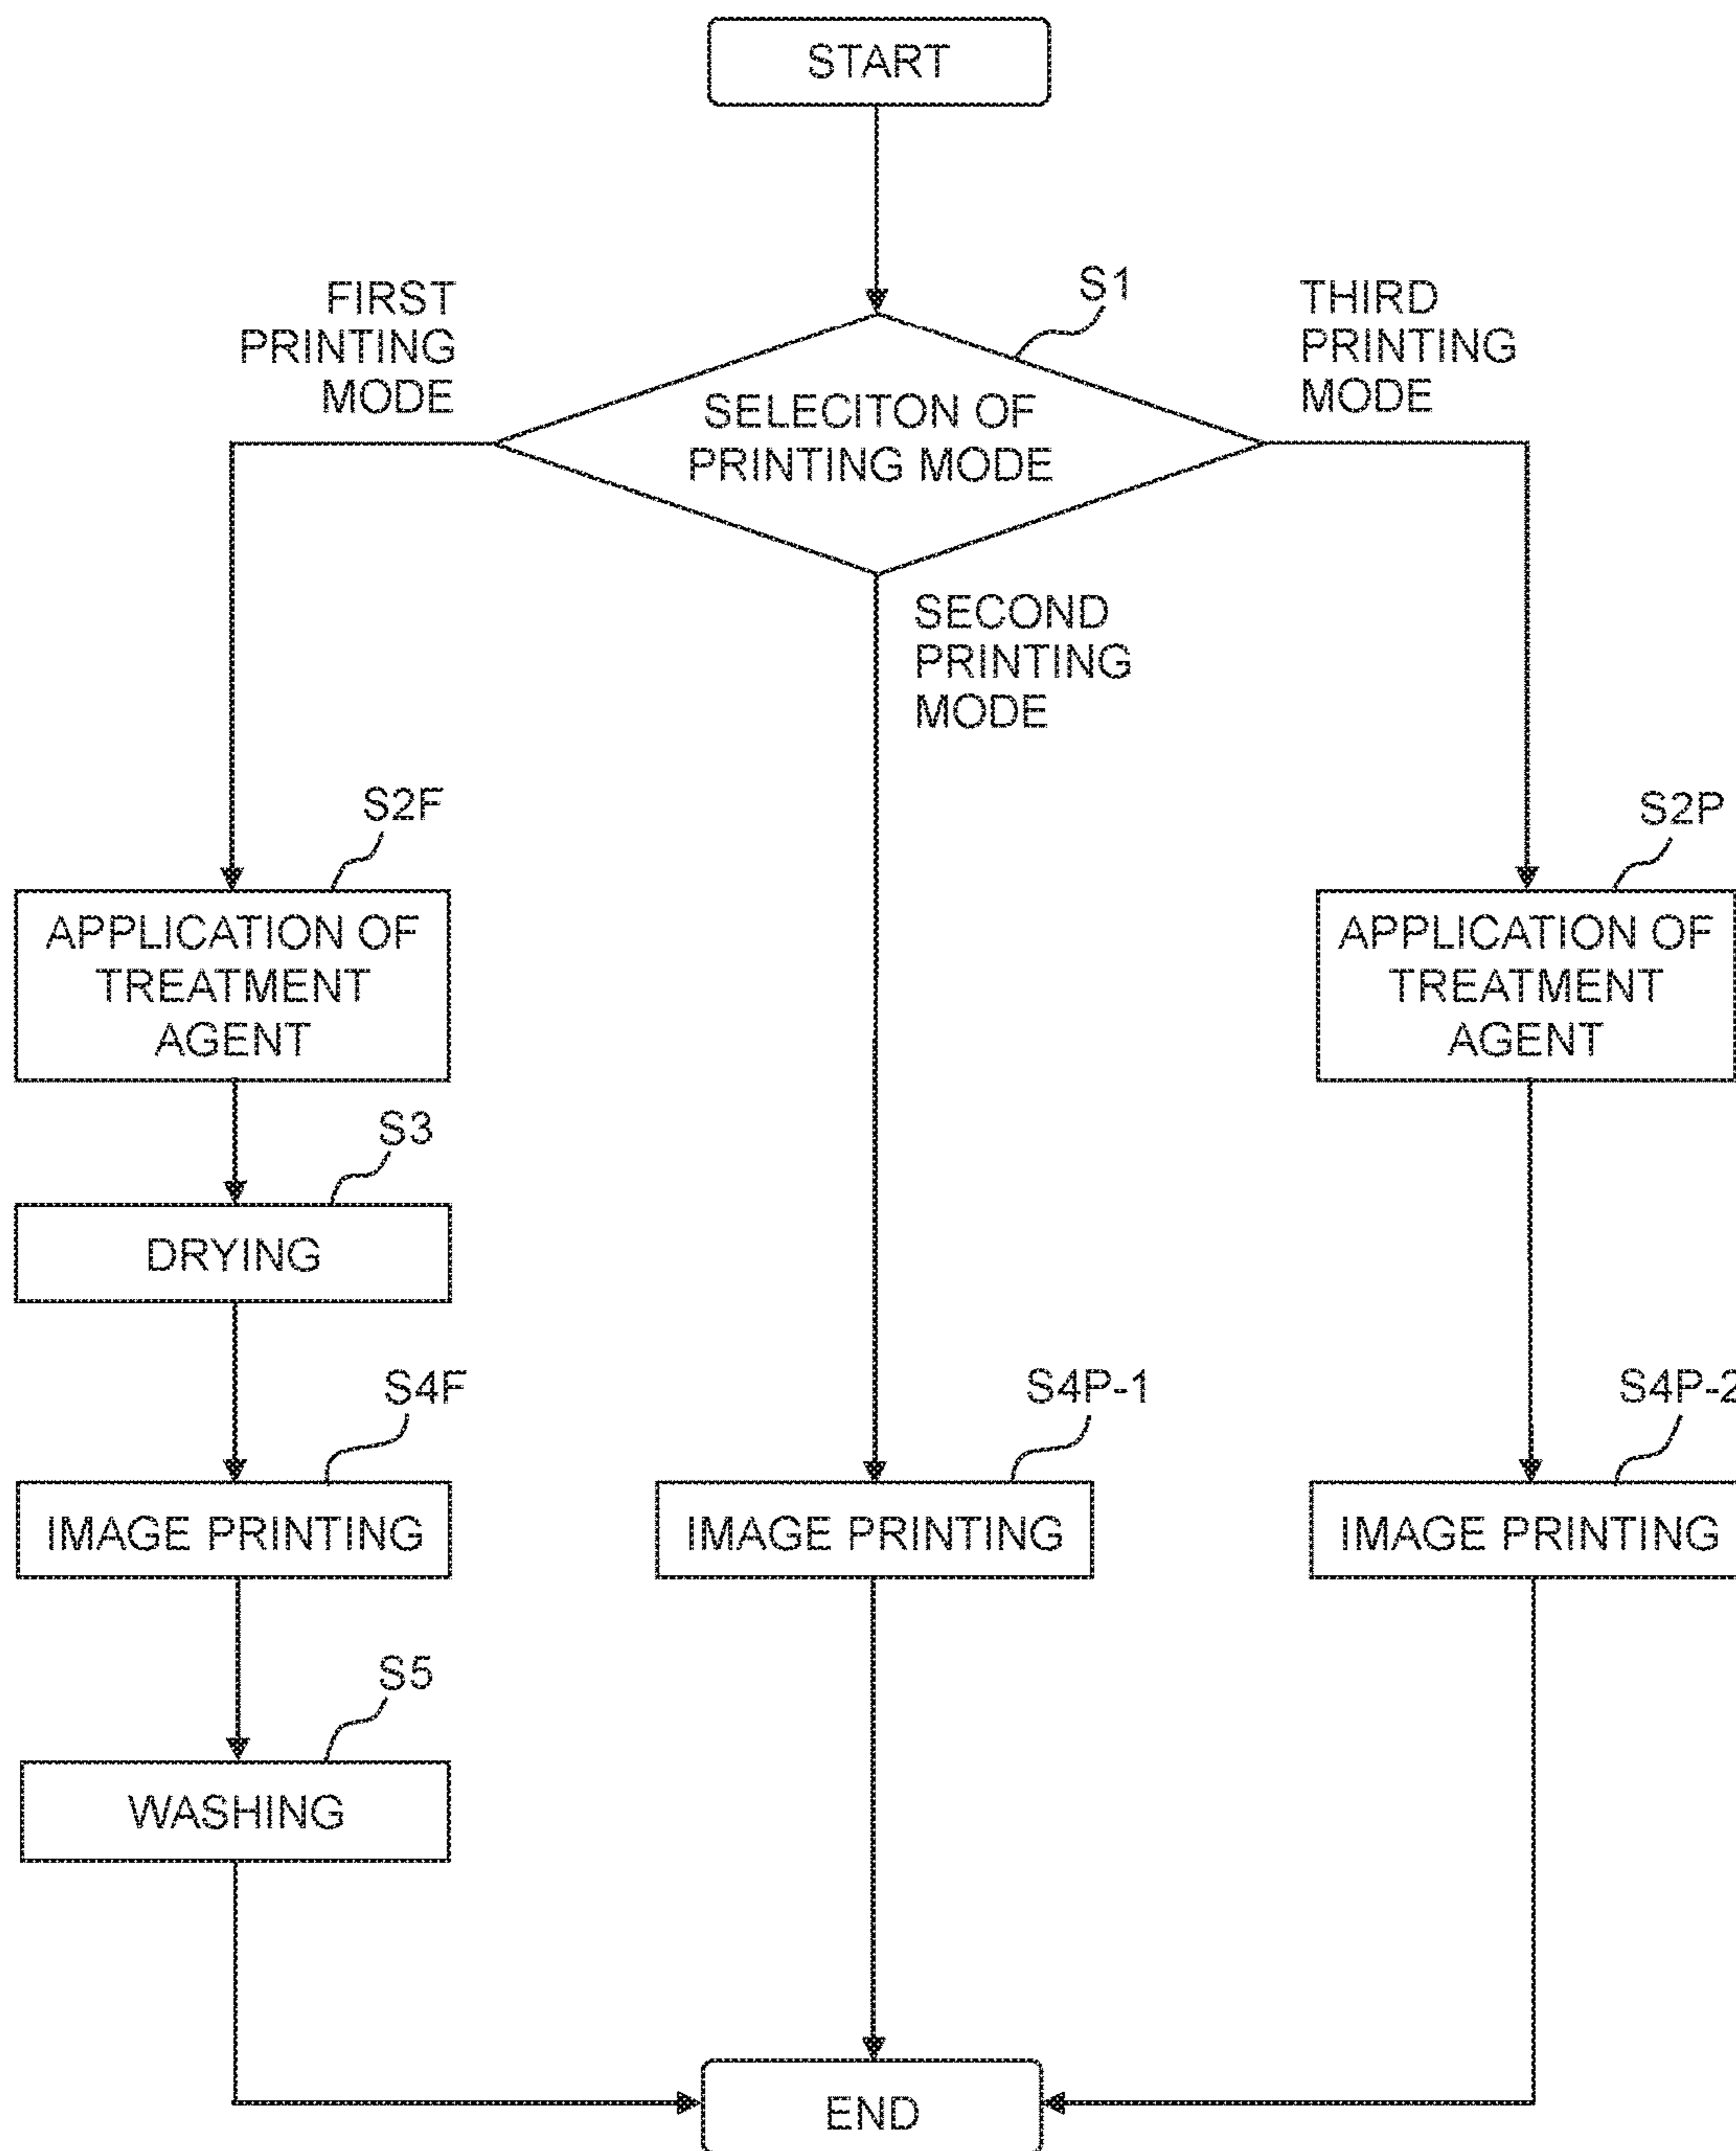 START
S1
FIRST
PRINTING
MODE
THIRD
PRINTING
MODE
SELECITON OF
PRINTING MODE
SECOND
PRINTING
MODE
S2F
S2P
APPLICATION OF
TREATMENT
AGENT
APPLICATION OF
TREATMENT
AGENT
S3
DRYING
S4F
S4P-1
S4P-2
IMAGE PRINTING
IMAGE PRINTING
IMAGE PRINTING
S5
WASHING
END